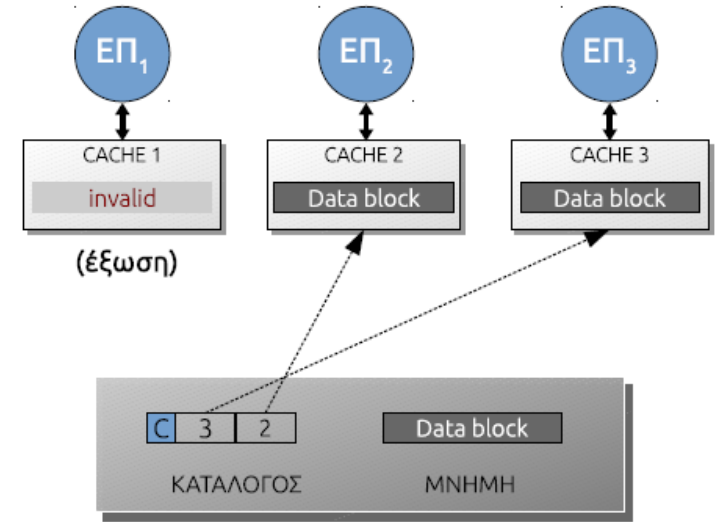 ΕΠ1 ΕΠ2 ΕΠ3
CACHE 1 CACHE 2 CACHE 3
invalid Data block Data block
(έξωση)
C 3 2 Data block
ΚΑΤΑΛΟΓΟΣ ΜΝΗΜΗ